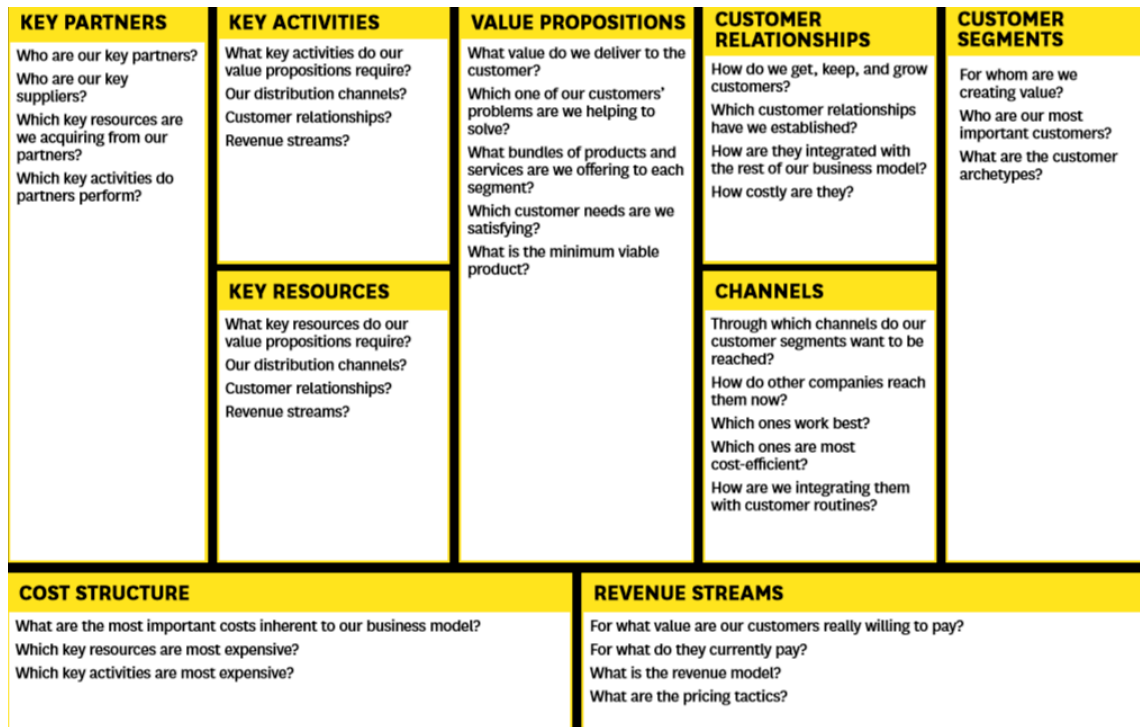 KEY PARTNERS
Who are our key partners?
Who are our key
suppliers?
Which key resources are
we acquiring from our
partners?
Which key activities do
partners perform?
KEY ACTIVITIES
What key activities do our
value propositions require?
Our distribution channels?
Customer relationships?
Revenue streams?
KEY RESOURCES
What key resources do our
value propositions require?
Our distribution channels?
Customer relationships?
Revenue streams?
VALUE PROPOSITIONS
What value do we deliver to the
customer?
Which one of our customers'
problems are we helping to
solve?
What bundles of products and
services are we offering to each
segment?
Which customer needs are we
satisfying?
What is the minimum viable
product?
CUSTOMER
RELATIONSHIPS
How do we get, keep, and grow
customers?
Which customer relationships
have we established?
How are they integrated with
the rest of our business model?
How costly are they?
CHANNELS
Through which channels do our
customer segments want to be
reached?
How do other companies reach
them now?
Which ones work best?
Which ones are most
cost-efficient?
How are we integrating them
with customer routines?
CUSTOMER
SEGMENTS
For whom are we
creating value?
Who are our most
important customers?
What are the customer
archetypes?
COST STRUCTURE
What are the most important costs inherent to our business model?
Which key resources are most expensive?
Which key activities are most expensive?
REVENUE STREAMS
For what value are our customers really willing to pay?
For what do they currently pay?
What is the revenue model?
What are the pricing tactics?